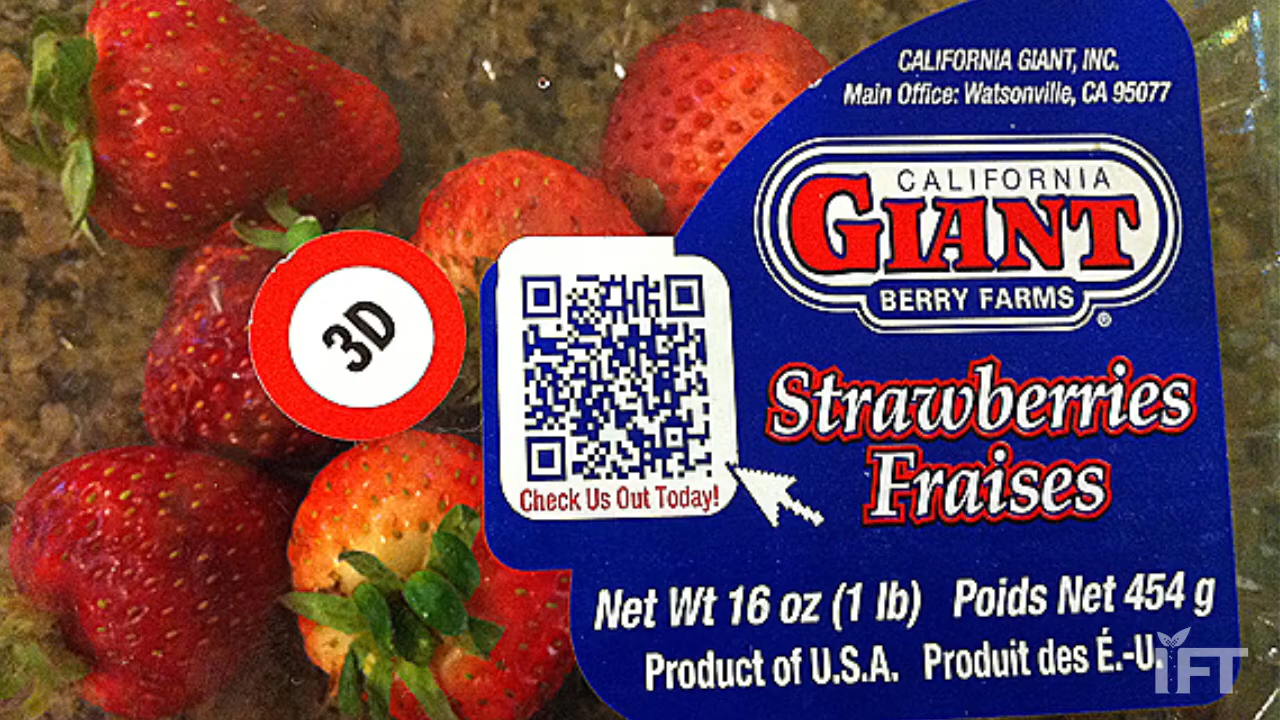 CALIFORNIA GIANT, INC.
Main Office: Watsonville, CA 95077
CALIFORNIA
GIANT
BERRY FARMS
®
3D
Check Us Out Today!
Strawberries
Fraises
Net Wt 16 oz (1 lb) Poids Net 454 g
Product of U.S.A. Produit des É.-U.
IFT